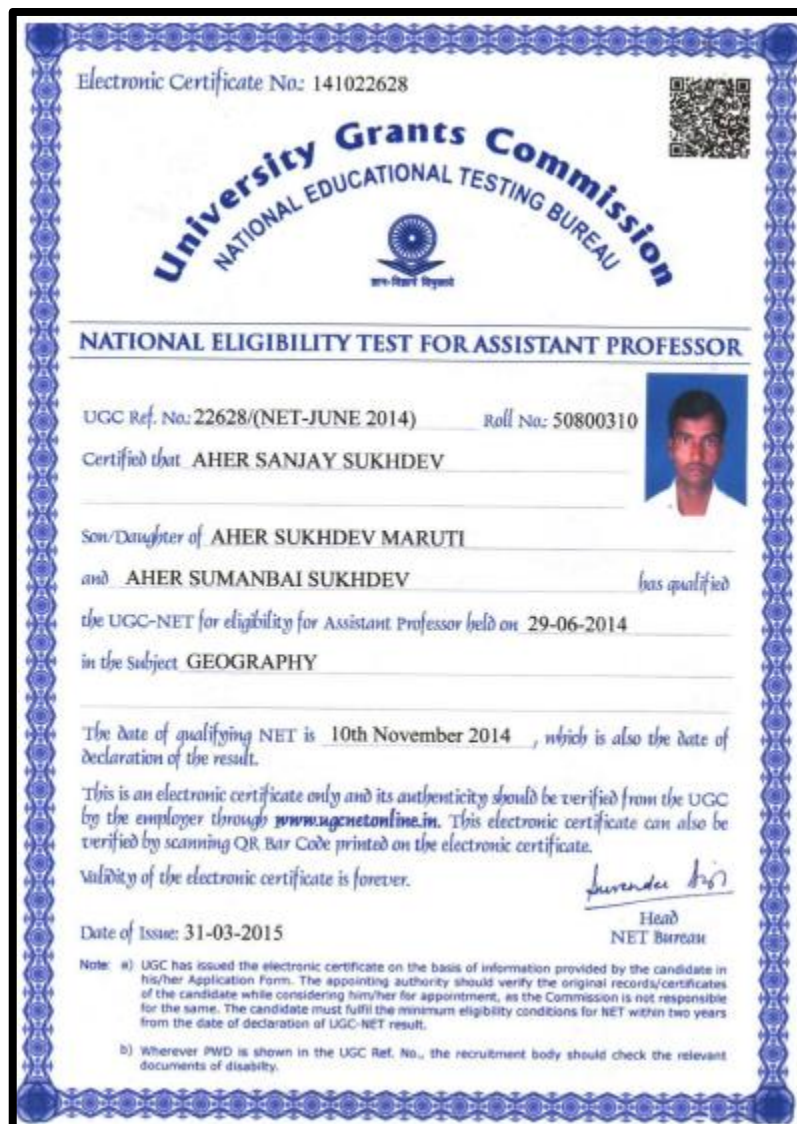 Electronic Certificate No.: 141022628
University Grants Commission
NATIONAL EDUCATIONAL TESTING BUREAU
ज्ञान-विज्ञान विमुक्तये
NATIONAL ELIGIBILITY TEST FOR ASSISTANT PROFESSOR
UGC Ref. No.: 22628/(NET-JUNE 2014) Roll No.: 50800310
Certified that AHER SANJAY SUKHDEV
Son/Daughter of AHER SUKHDEV MARUTI
and AHER SUMANBAI SUKHDEV has qualified
the UGC-NET for eligibility for Assistant Professor held on 29-06-2014
in the Subject GEOGRAPHY
The date of qualifying NET is 10th November 2014 , which is also the date of
declaration of the result.
This is an electronic certificate only and its authenticity should be verified from the UGC
by the employer through www.ugcnetonline.in. This electronic certificate can also be
verified by scanning QR Bar Code printed on the electronic certificate.
Validity of the electronic certificate is forever.
Head
Date of Issue: 31-03-2015 NET Bureau
Note: a) UGC has issued the electronic certificate on the basis of information provided by the candidate in
his/her Application Form. The appointing authority should verify the original records/certificates
of the candidate while considering him/her for appointment, as the Commission is not responsible
for the same. The candidate must fulfil the minimum eligibility conditions for NET within two years
from the date of declaration of UGC-NET result.
b) Wherever PWD is shown in the UGC Ref. No., the recruitment body should check the relevant
documents of disability.